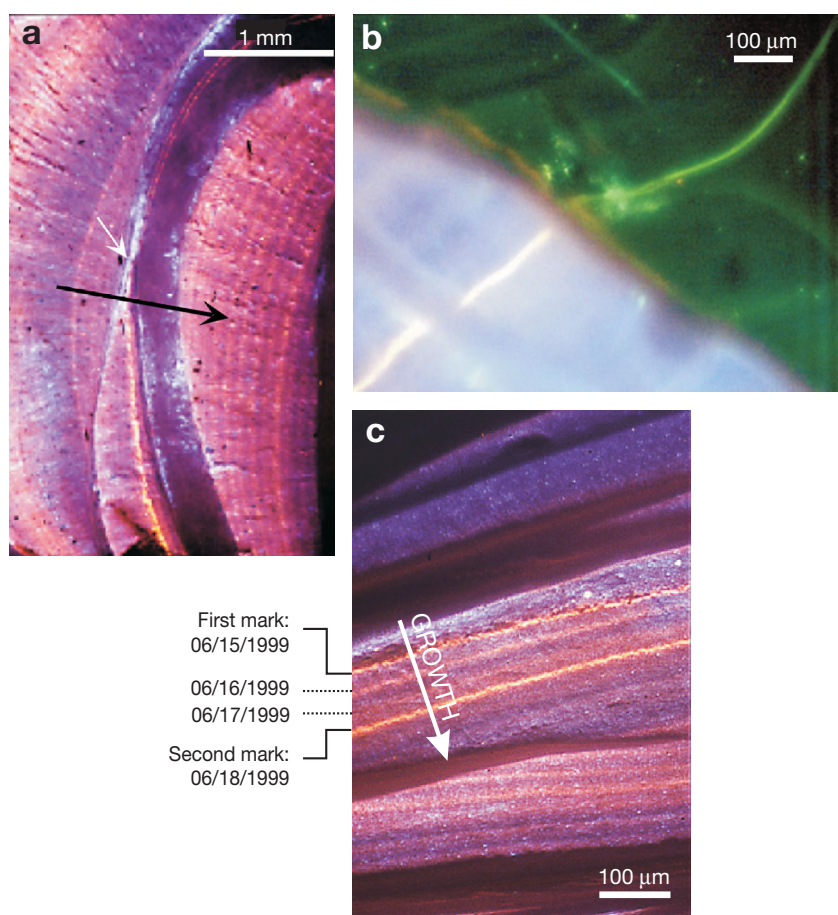 a
1 mm
b
100 µm
c
GROWTH
First mark:
06/15/1999
06/16/1999
06/17/1999
Second mark:
06/18/1999
100 µm